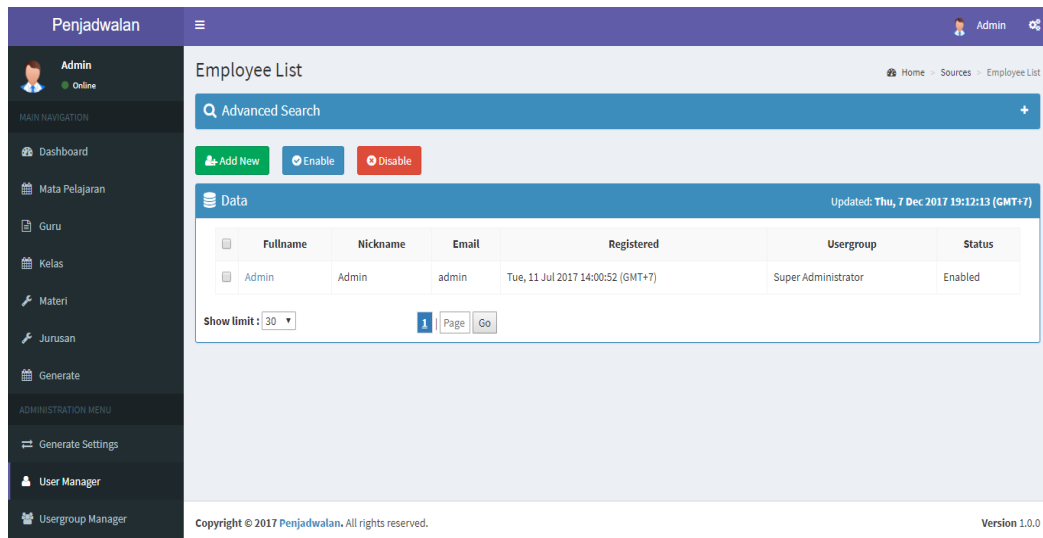 Penjadwalan
Admin
Admin
Online
MAIN NAVIGATION
Dashboard
Mata Pelajaran
Guru
Kelas
Materi
Jurusan
Generate
ADMINISTRATION MENU
Generate Settings
User Manager
Usergroup Manager
Employee List
Home > Sources > Employee List
Advanced Search +
Add New Enable Disable
Data Updated: Thu, 7 Dec 2017 19:12:13 (GMT+7)
Fullname Nickname Email Registered Usergroup Status
Admin Admin admin Tue, 11 Jul 2017 14:00:52 (GMT+7) Super Administrator Enabled
Show limit : 30 1 | Page Go
Copyright © 2017 Penjadwalan. All rights reserved. Version 1.0.0